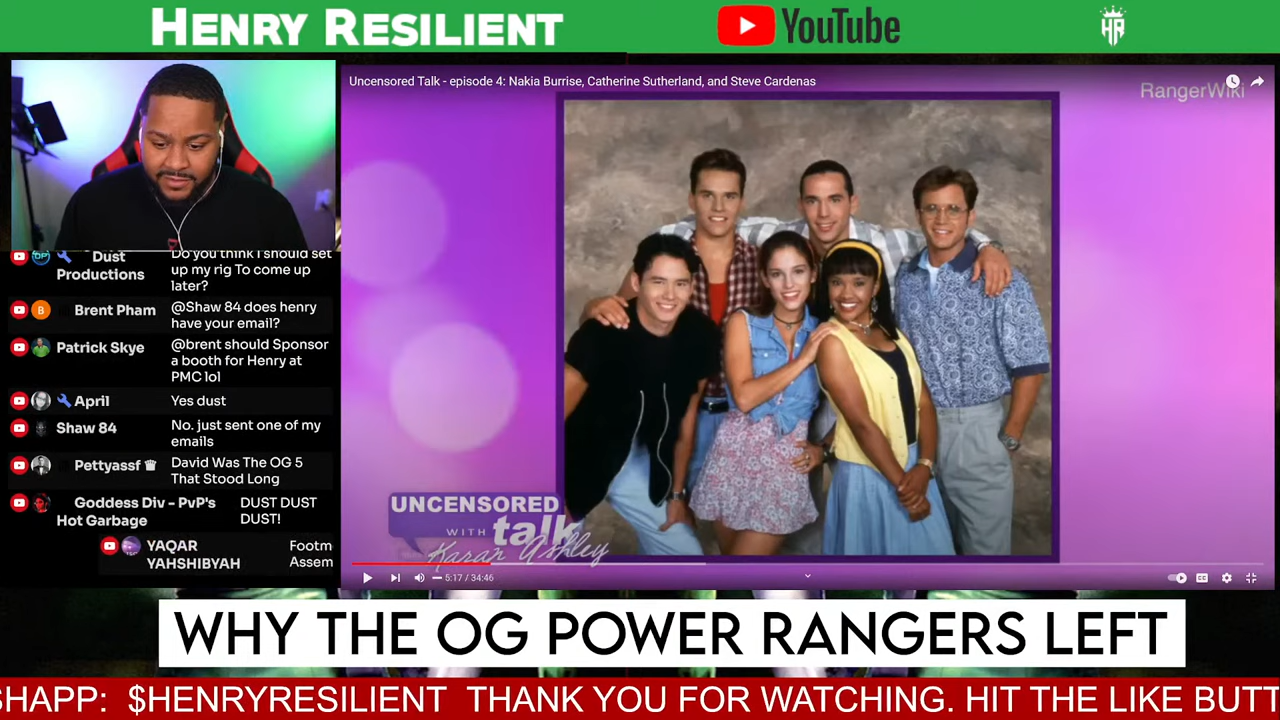 HENRY RESILIENT
YouTube
HR
Uncensored Talk - episode 4: Nakia Burrise, Catherine Sutherland, and Steve Cardenas
RangerWiki
Dust Productions
Do you think I should set
up my rig To come up
later?
Brent Pham
@Shaw 84 does henry
have your email?
Patrick Skye
@brent should Sponsor
a booth for Henry at
PMC lol
April
Yes dust
Shaw 84
No. just sent one of my
emails
Pettyassf
David Was The OG 5
That Stood Long
Goddess Div - PvP's
Hot Garbage
DUST DUST
DUST!
YAQAR
YAHSHIBYAH
Footm
Assem
UNCENSORED
talk
WITH
Karan Ashley
5:17 / 34:46
WHY THE OG POWER RANGERS LEFT
SHAPP: $HENRYRESILIENT THANK YOU FOR WATCHING. HIT THE LIKE BUTT